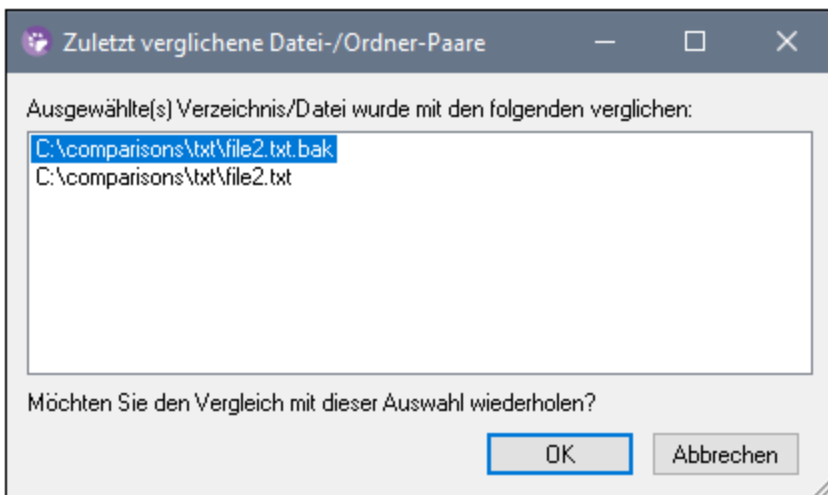 Zuletzt verglichene Datei-/Ordner-Paare
Ausgewählte(s) Verzeichnis/Datei wurde mit den folgenden verglichen:
C:\comparisons\txt\file2.txt.bak
C:\comparisons\txt\file2.txt
Möchten Sie den Vergleich mit dieser Auswahl wiederholen?
OK
Abbrechen